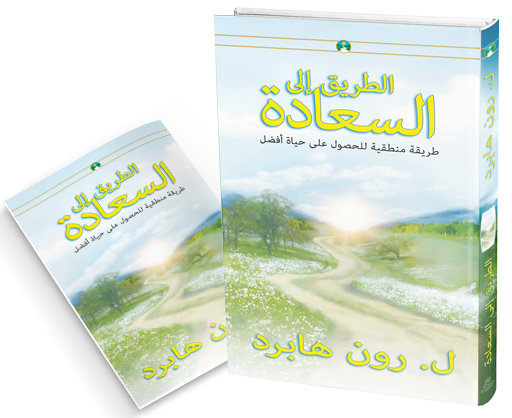 الطريق إلى
السعادة
طريقة منطقية للحصول على حياة أفضل
ل. رون هابرد
ل. رون هابرد
الطريق إلى السعادة
الطريق إلى
السعادة
طريقة منطقية للحصول على حياة أفضل
ل. رون هابرد